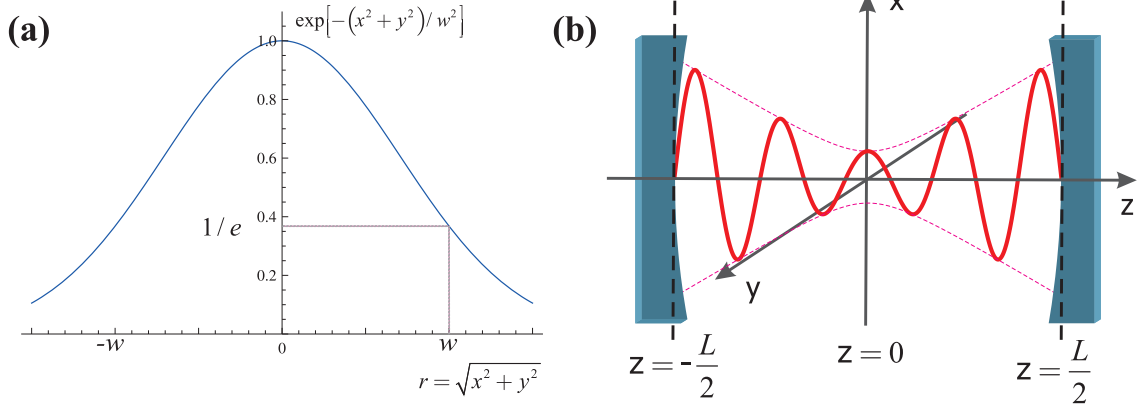 (a)
exp[-(x² + y²)/w²]
1.0
0.8
0.6
0.4
0.2
1/e
-w
0
w
r = √(x² + y²)
(b)
x
z
y
z = -L/2
z = 0
z = L/2